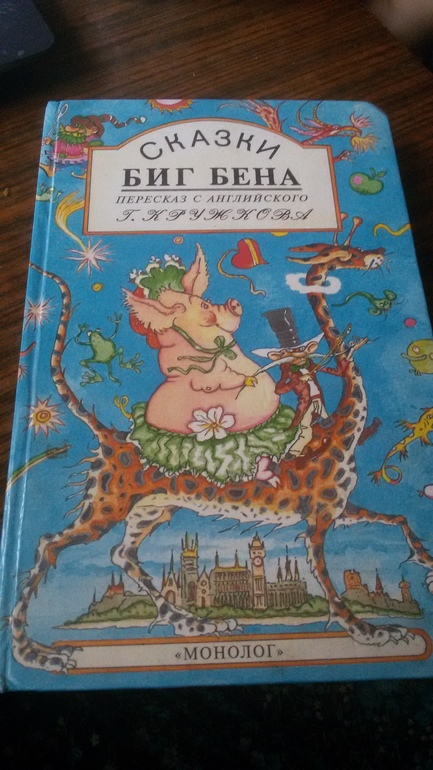 СКАЗКИ
БИГ БЕНА
ПЕРЕСКАЗ С АНГЛИЙСКОГО
Г. КРУЖКОВА
«МОНОЛОГ»